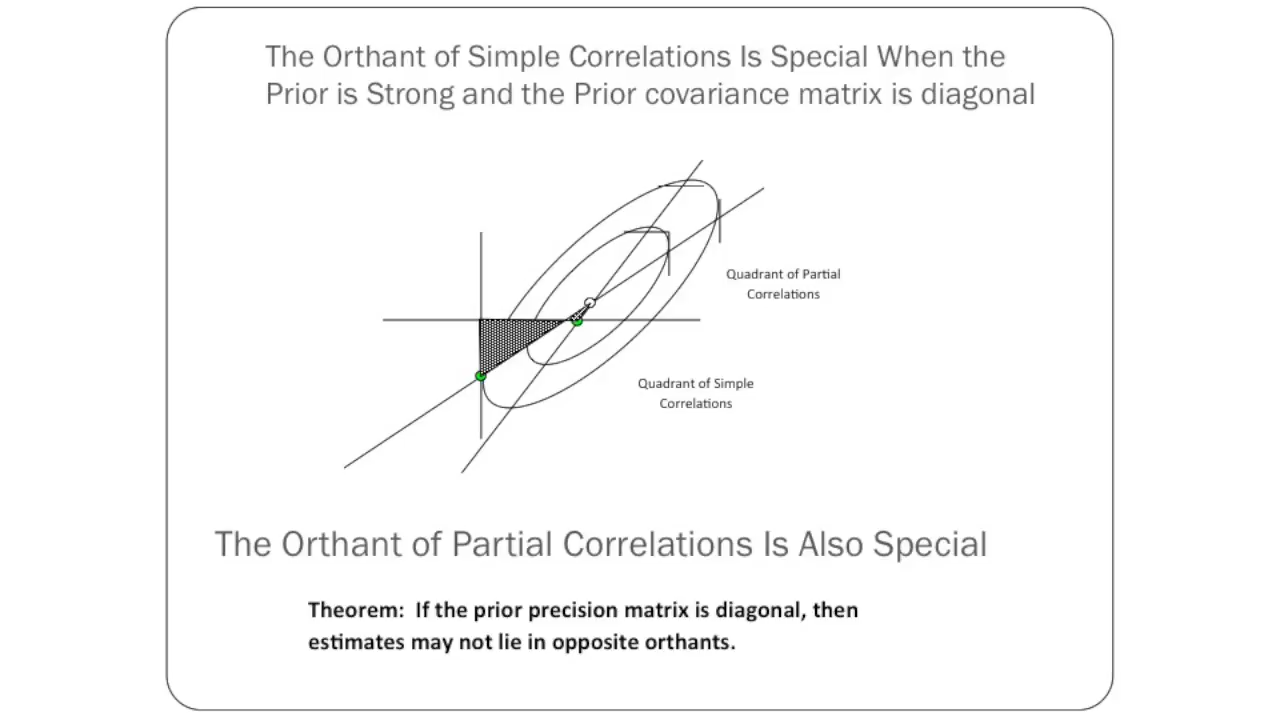 The Orthant of Simple Correlations Is Special When the
Prior is Strong and the Prior covariance matrix is diagonal
Quadrant of Partial
Correlations
Quadrant of Simple
Correlations
The Orthant of Partial Correlations Is Also Special
Theorem:  If the prior precision matrix is diagonal, then
estimates may not lie in opposite orthants.